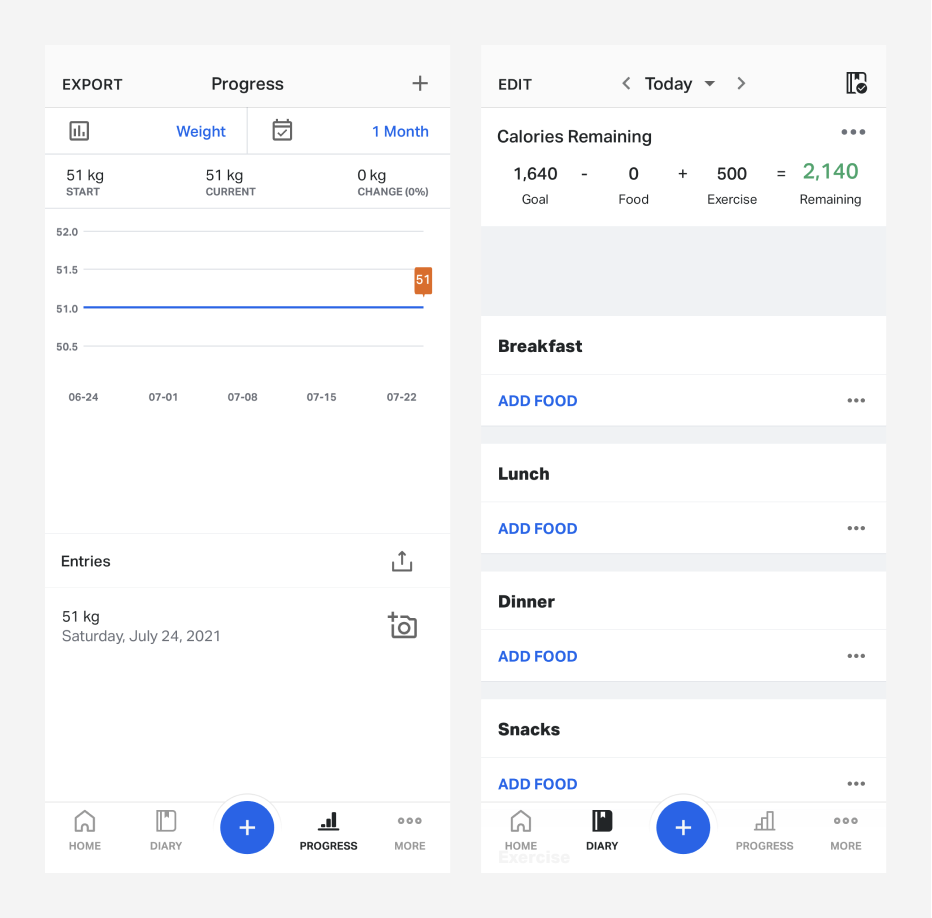 EXPORT Progress
Weight 1 Month
51 kg 51 kg 0 kg
START CURRENT CHANGE (0%)
52.0
51.5
51
51.0
50.5
06-24 07-01 07-08 07-15 07-22
Entries
51 kg
Saturday, July 24, 2021
HOME DIARY PROGRESS MORE
EDIT Today
Calories Remaining
1,640 - 0 + 500 = 2,140
Goal Food Exercise Remaining
Breakfast
ADD FOOD
Lunch
ADD FOOD
Dinner
ADD FOOD
Snacks
ADD FOOD
HOME DIARY PROGRESS MORE
Exercise